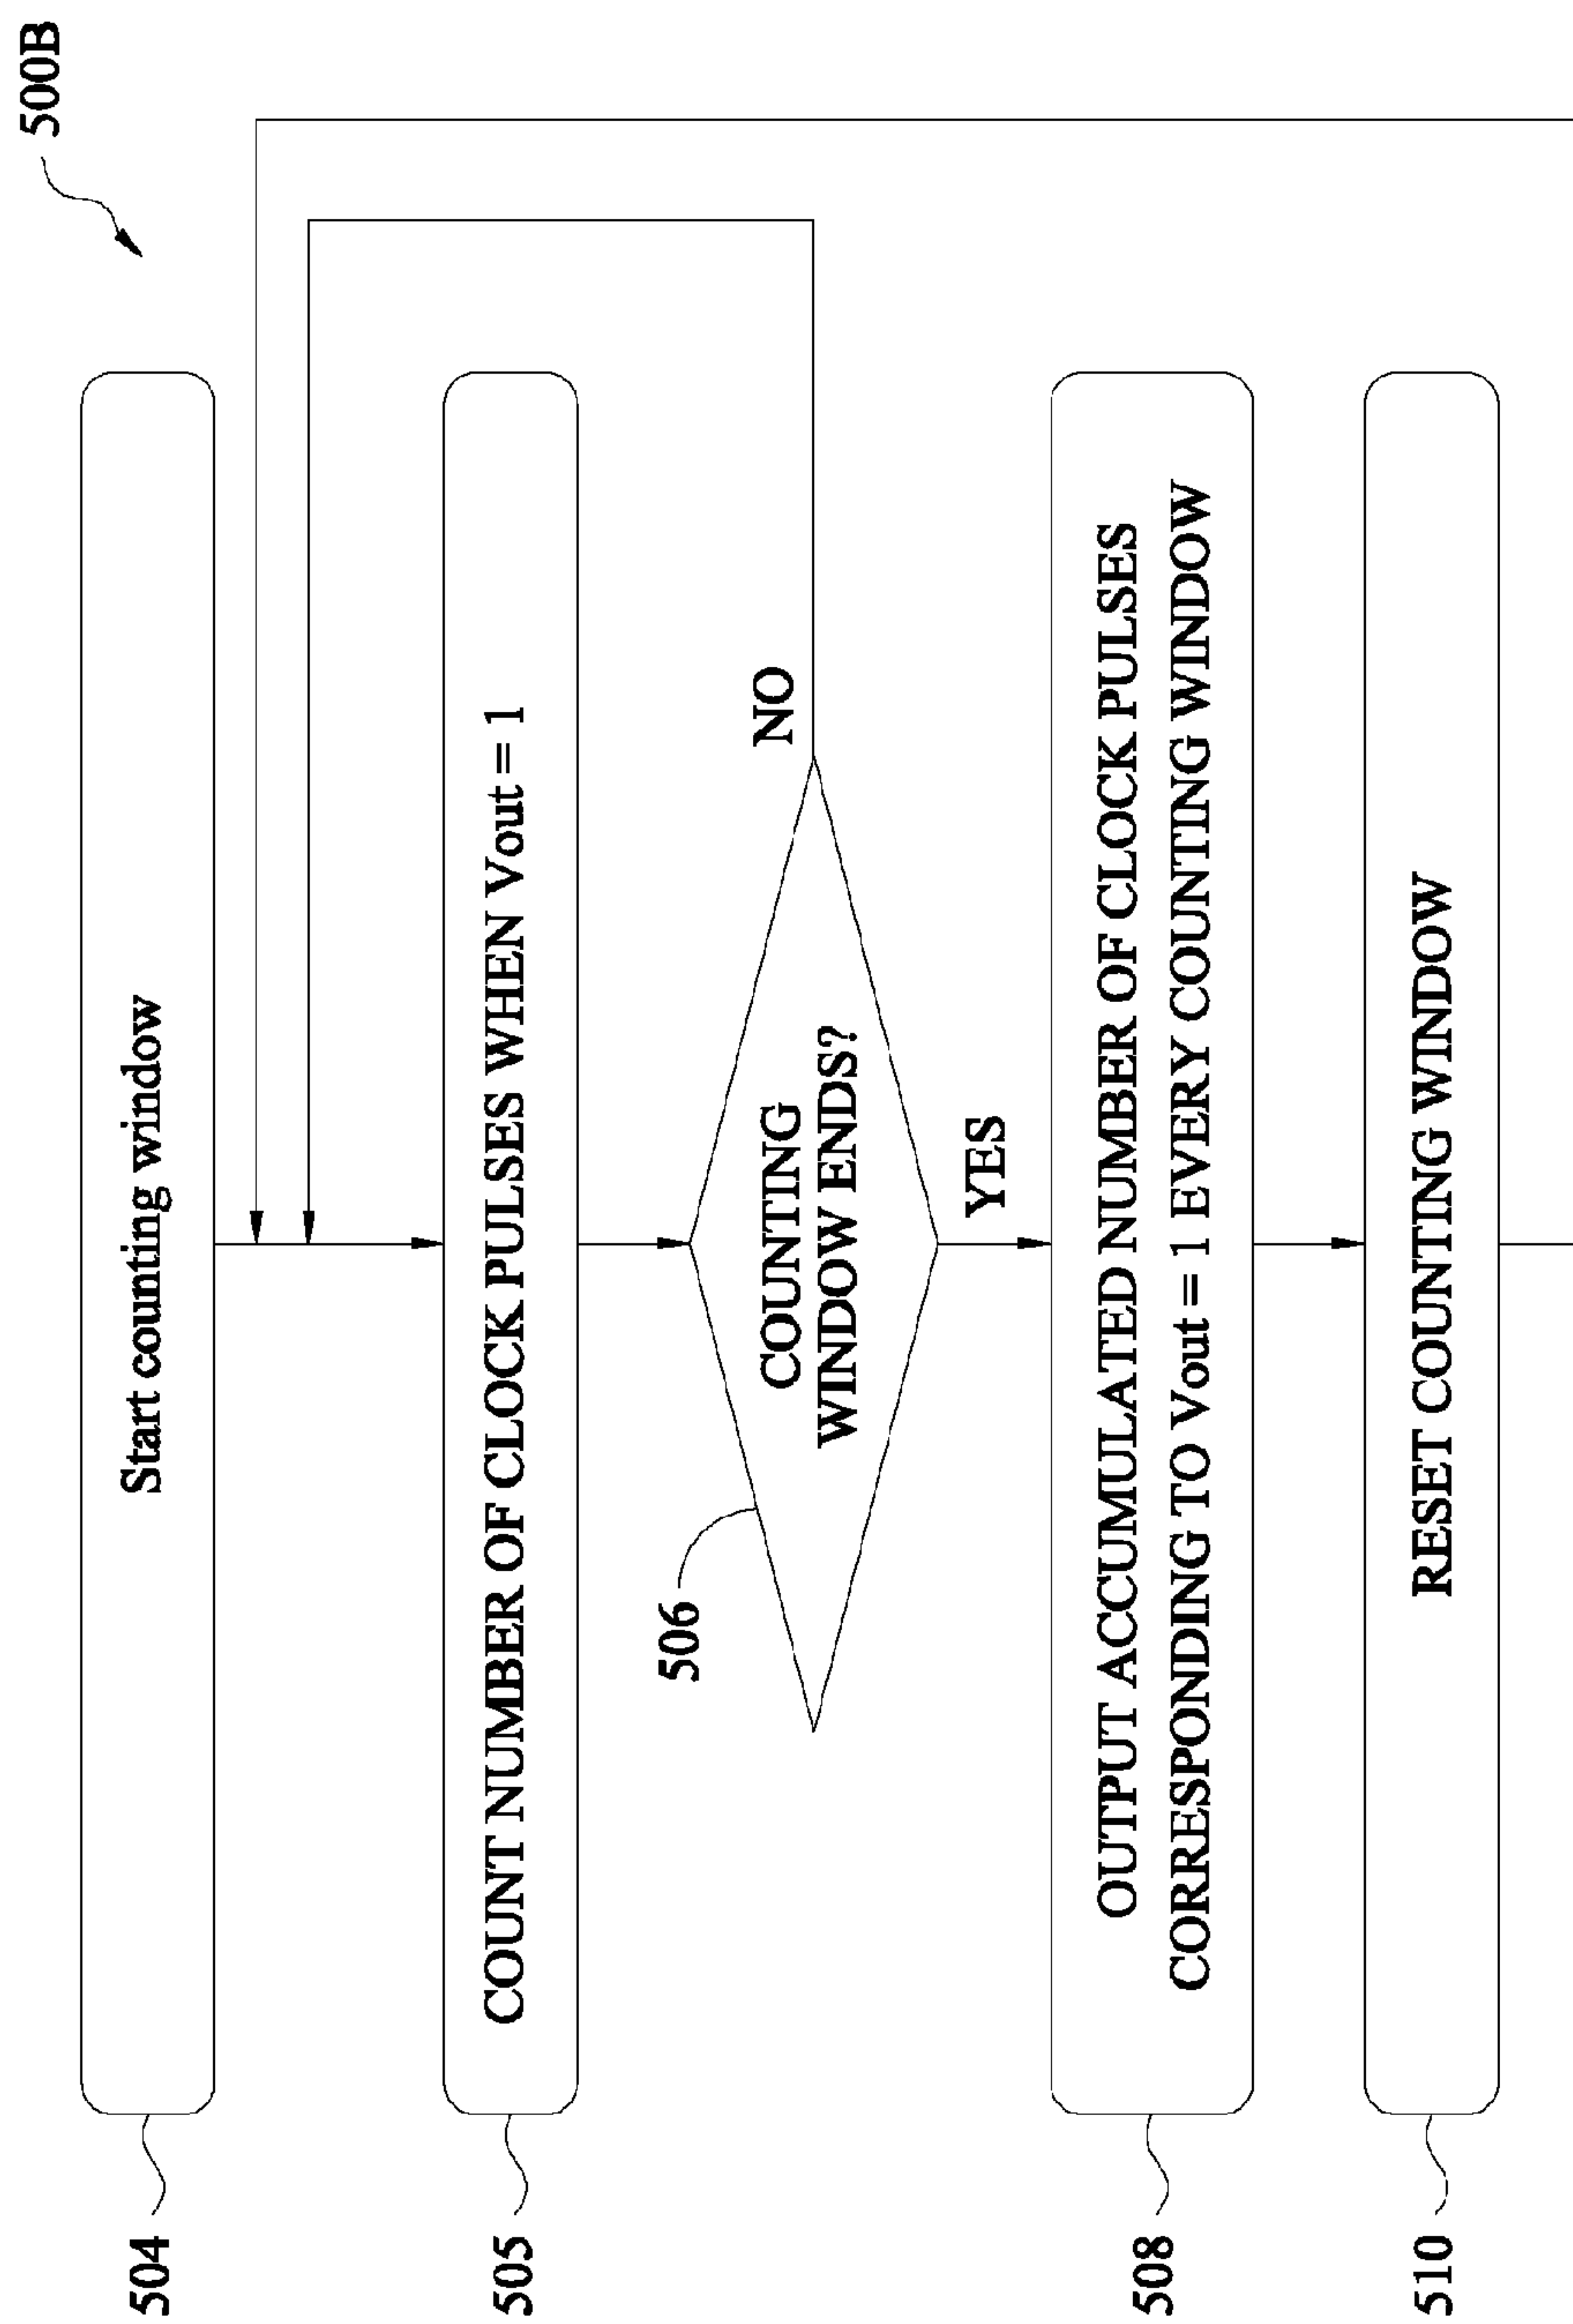 500B
504
Start counting window
505
COUNT NUMBER OF CLOCK PULSES WHEN Vout = 1
506
COUNTING
WINDOW ENDS?
NO
YES
508
OUTPUT ACCUMULATED NUMBER OF CLOCK PULSES
CORRESPONDING TO Vout = 1 EVERY COUNTING WINDOW
510
RESET COUNTING WINDOW